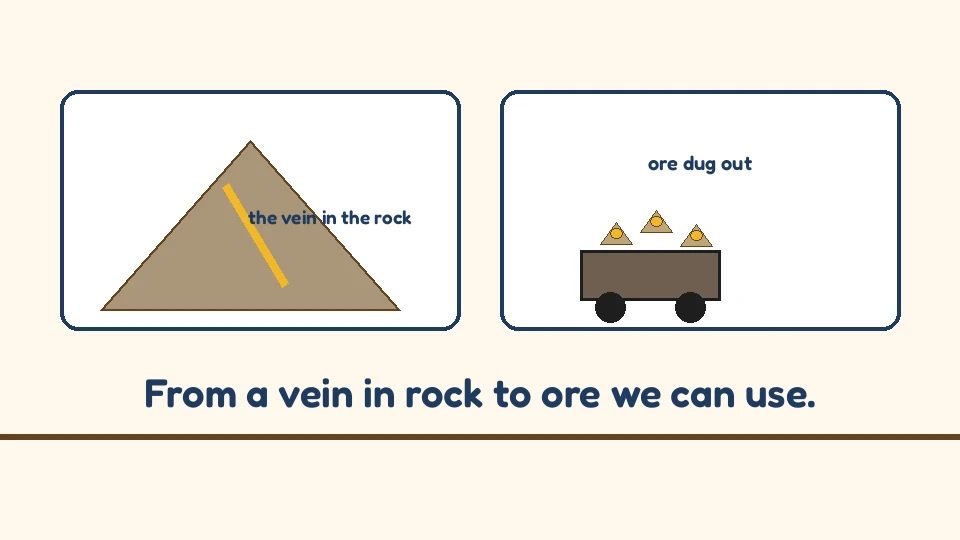 the vein in the rock
ore dug out
From a vein in rock to ore we can use.